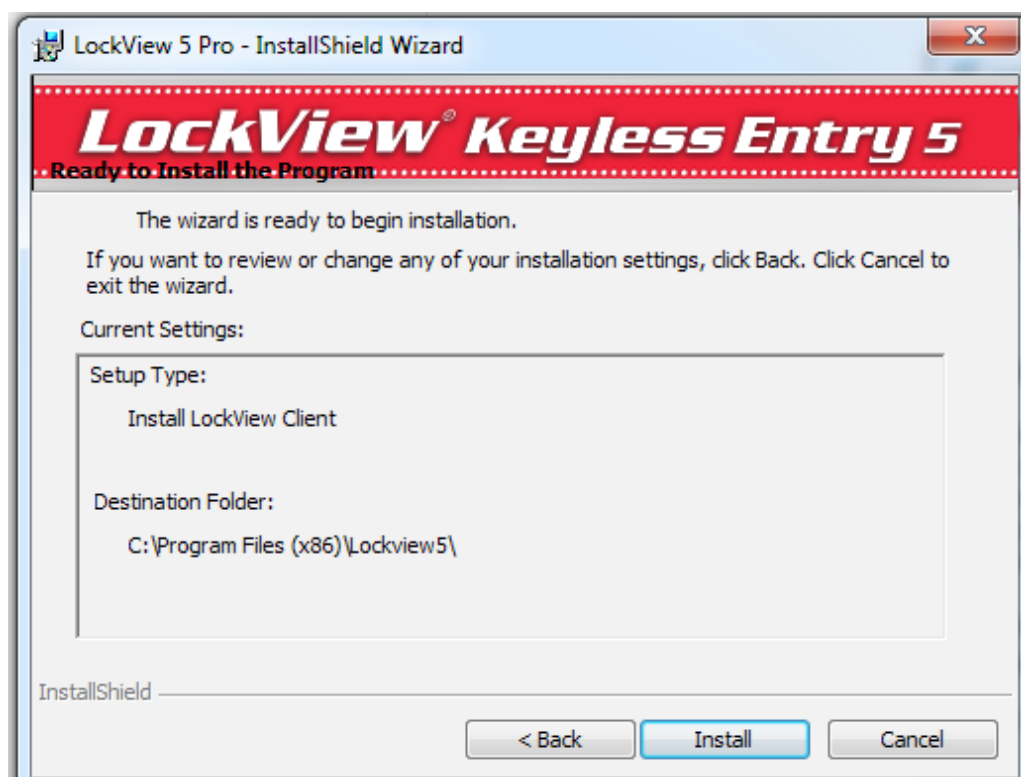 LockView 5 Pro - InstallShield Wizard
LockView® Keyless Entry 5
Ready to Install the Program
The wizard is ready to begin installation.
If you want to review or change any of your installation settings, click Back. Click Cancel to
exit the wizard.
Current Settings:
Setup Type:
Install LockView Client
Destination Folder:
C:\Program Files (x86)\Lockview5\
InstallShield
< Back Install Cancel